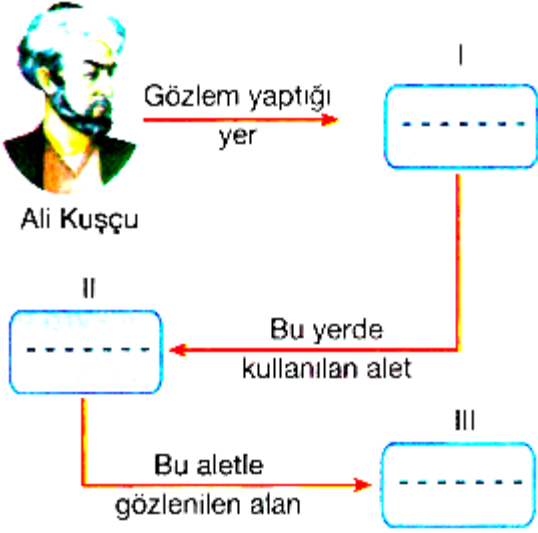 I
Gözlem yaptığı
yer
- - - - - - -
Ali Kuşçu
II
- - - - - - -
Bu yerde
kullanılan alet
III
Bu aletle
gözlenilen alan
- - - - - - -